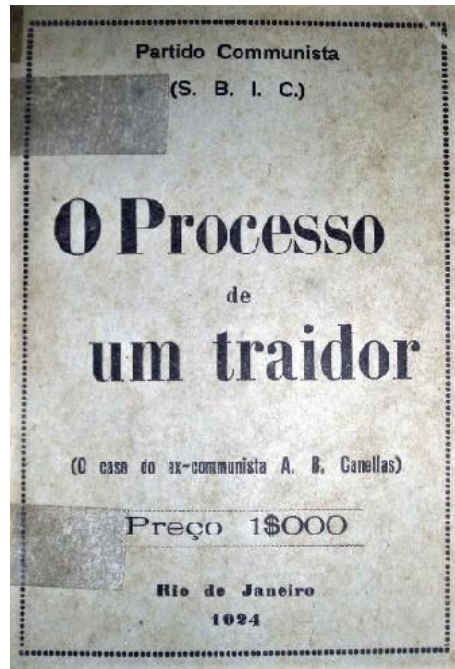 Partido Communista
(S. B. I. C.)
O Processo
de
um traidor
(O caso do ex-communista A. B. Canellas)
Preço 1$000
Rio de Janeiro
1924